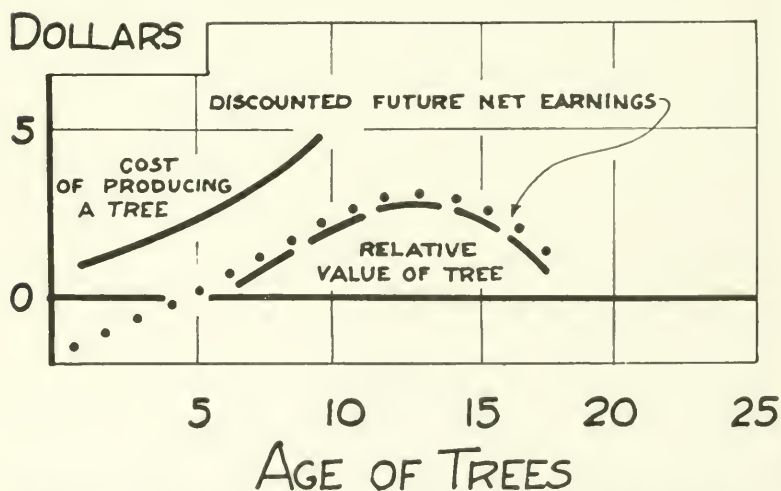 DOLLARS
DISCOUNTED FUTURE NET EARNINGS
5
COST
OF PRODUCING
A TREE
RELATIVE
VALUE OF TREE
0
5 10 15 20 25
AGE OF TREES